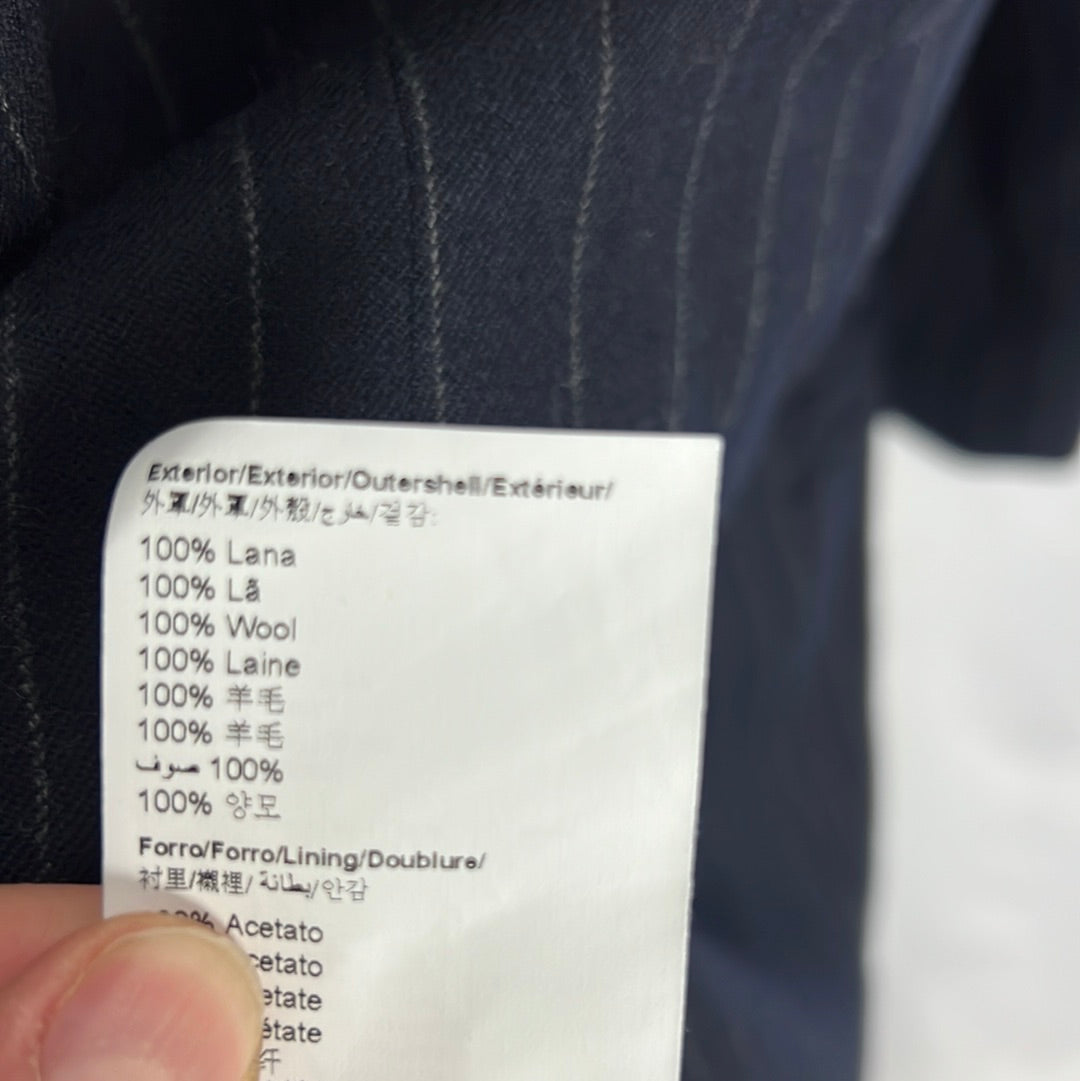 Exterior/Exterior/Outershell/Extérieur/
外罩/外罩/外殼/خارج/겉감:
100% Lana
100% Lã
100% Wool
100% Laine
100% 羊毛
100% 羊毛
100% صوف
100% 양모
Forro/Forro/Lining/Doublure/
衬里/襯裡/بطانة/안감
Acetato